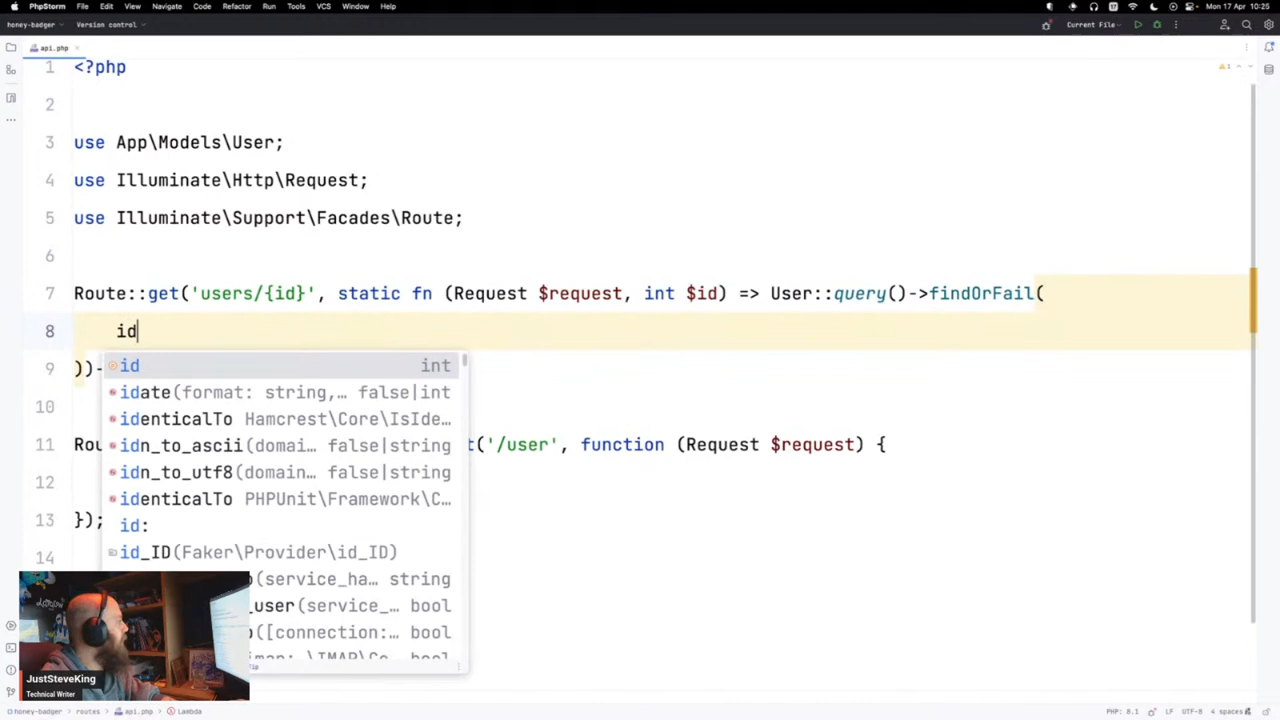 PhpStorm File Edit View Navigate Code Refactor Run Tools VCS Window Help Mon 17 Apr 10:25
honey-badger Version control Current File
api.php
1 <?php
2
3 use App\Models\User;
4 use Illuminate\Http\Request;
5 use Illuminate\Support\Facades\Route;
6
7 Route::get('users/{id}', static fn (Request $request, int $id) => User::query()->findOrFail(
8 id
id int
9 ))-
idate(format: string,… false|int
10
identicalTo Hamcrest\Core\IsIde…
11 Rou t('/user', function (Request $request) {
idn_to_ascii(domai… false|string
12
idn_to_utf8(domain… false|string
identicalTo PHPUnit\Framework\C…
13 });
id:
14
id_ID(Faker\Provider\id_ID)
(service_ha… string
_user(service_… bool
([connection:… bool
JustSteveKing
Technical Writer
honey-badger routes api.php Lambda PHP: 8.1 LF UTF-8 4 spaces